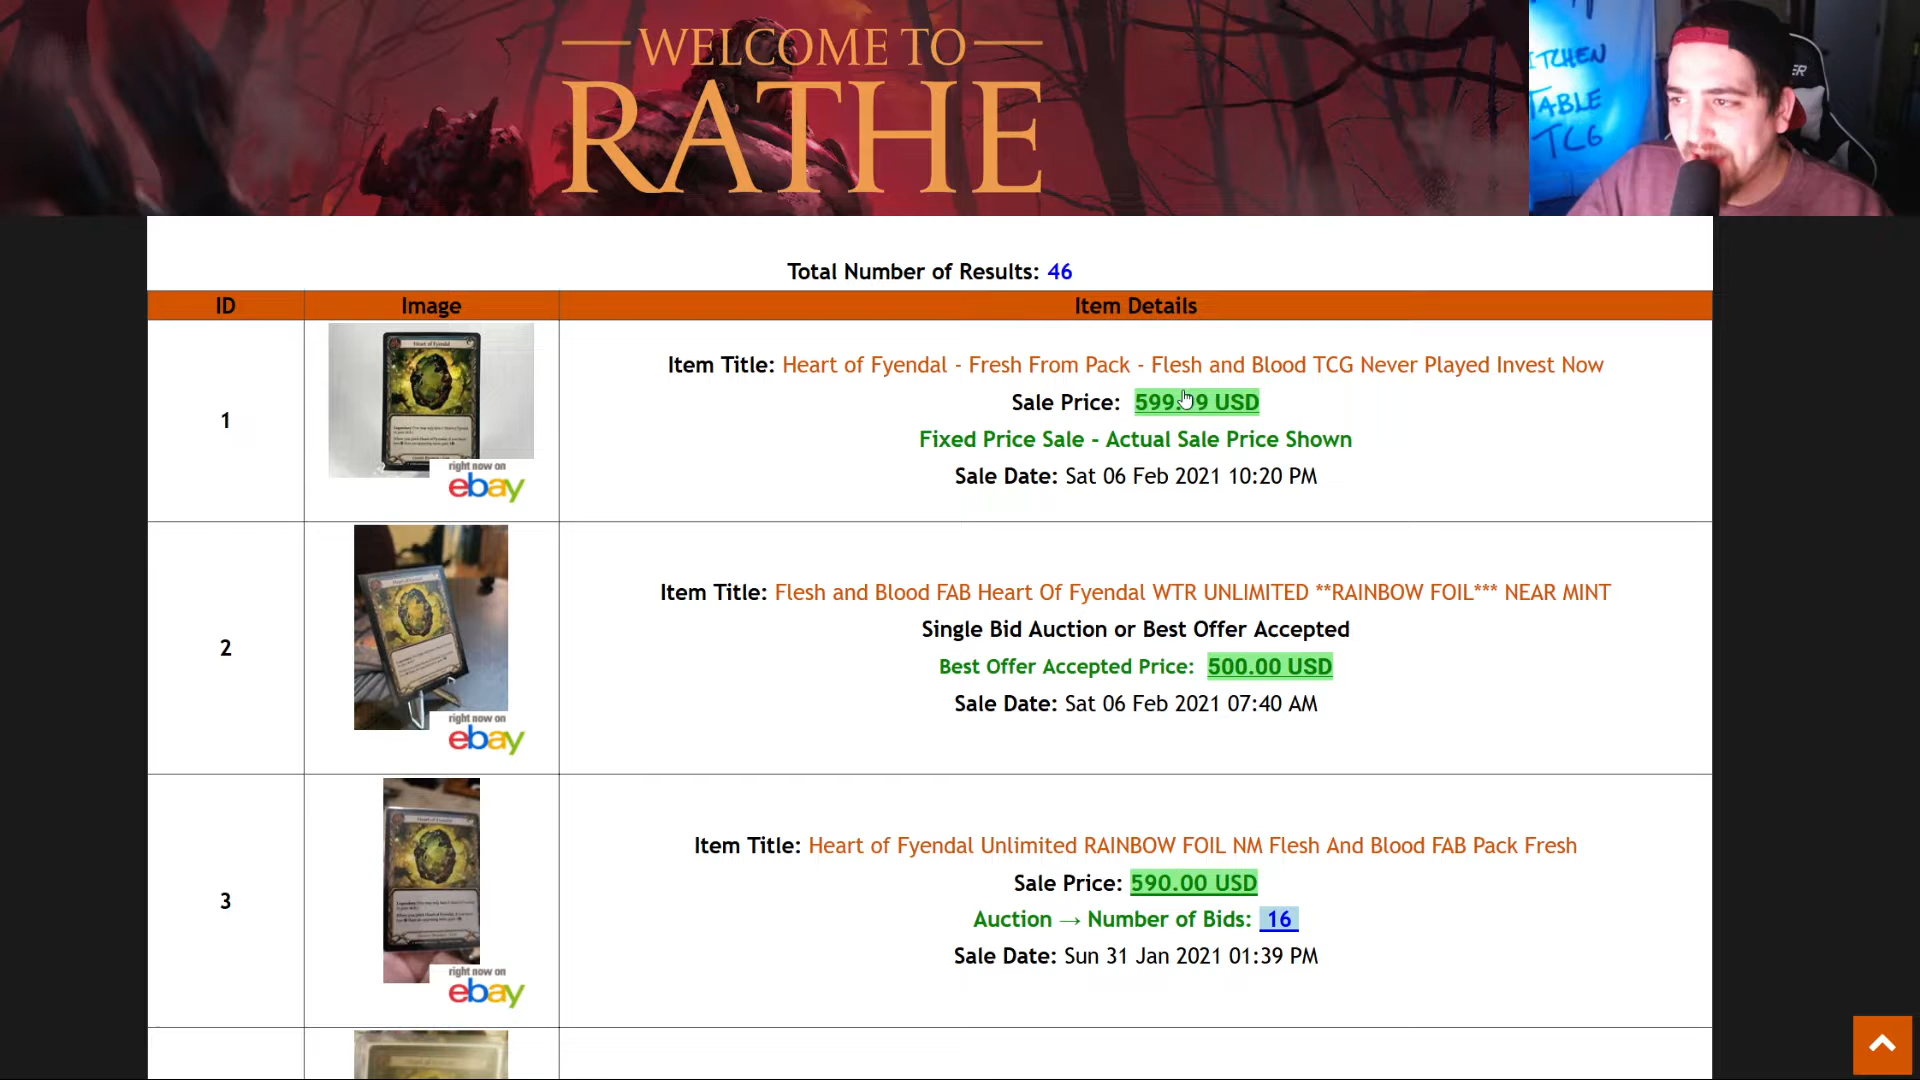 WELCOME TO
RATHE
ITCHEN
TABLE
TCG
Total Number of Results: 46
ID
Image
Item Details
1
Heart of Fyendal
right now on
ebay
Item Title: Heart of Fyendal - Fresh From Pack - Flesh and Blood TCG Never Played Invest Now
Sale Price:
USD
Fixed Price Sale - Actual Sale Price Shown
Sale Date: Sat 06 Feb 2021 10:20 PM
2
right now on
ebay
Item Title: Flesh and Blood FAB Heart Of Fyendal WTR UNLIMITED **RAINBOW FOIL*** NEAR MINT
Single Bid Auction or Best Offer Accepted
Best Offer Accepted Price: 500.00 USD
Sale Date: Sat 06 Feb 2021 07:40 AM
3
right now on
ebay
Item Title: Heart of Fyendal Unlimited RAINBOW FOIL NM Flesh And Blood FAB Pack Fresh
Sale Price: 590.00 USD
Auction → Number of Bids: 16
Sale Date: Sun 31 Jan 2021 01:39 PM